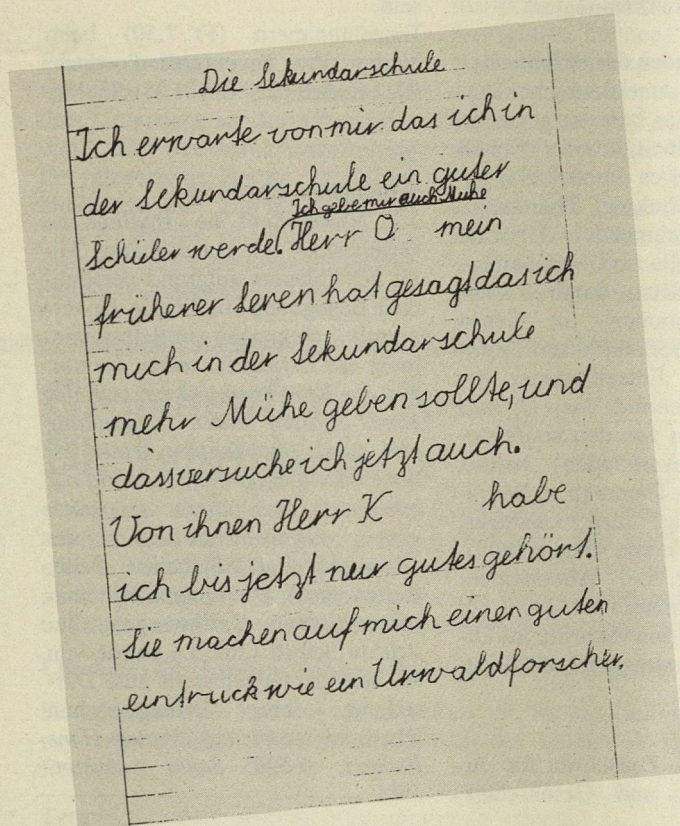 Die Sekundarschule
Ich erwarte von mir das ich in
der Sekundarschule ein guter
Ich gebe mir auch Mühe
Schüler werde. (Herr O mein
früherer Leren hat gesagt das ich
mich in der Sekundarschule
mehr Mühe geben sollte, und
dass versuche ich jetzt auch.
Von ihnen Herr K habe
ich bis jetzt nur gutes gehört.
Sie machen auf mich einen guten
eintruck wie ein Urwaldforscher.